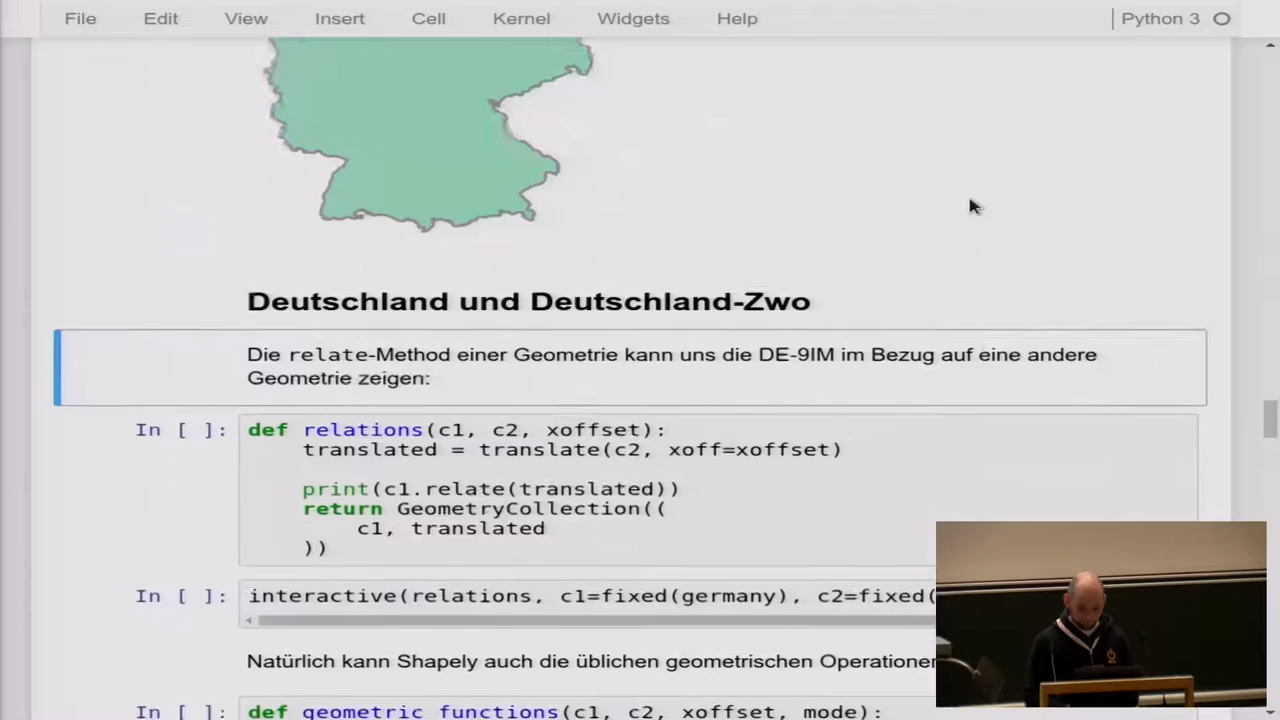 File Edit View Insert Cell Kernel Widgets Help Python 3
Deutschland und Deutschland-Zwo
Die relate-Methode einer Geometrie kann uns die DE-9IM im Bezug auf eine andere
Geometrie zeigen:
In [ ]: def relations(c1, c2, xoffset):
translated = translate(c2, xoff=xoffset)
print(c1.relate(translated))
return GeometryCollection((
c1, translated
))
In [ ]: interactive(relations, c1=fixed(germany), c2=fixed(
Natürlich kann Shapely auch die üblichen geometrischen Operationen
In [ ]: def geometric_functions(c1, c2, xoffset, mode):